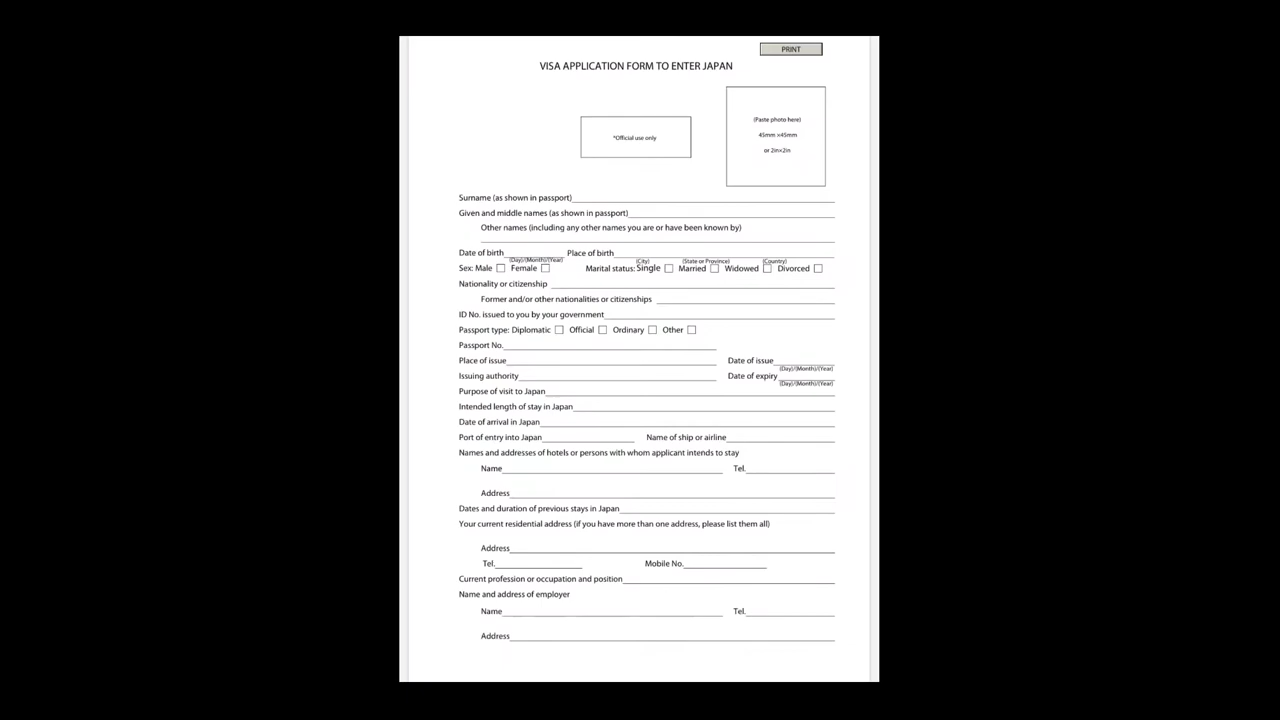 PRINT
VISA APPLICATION FORM TO ENTER JAPAN
(Paste photo here)
45mm ×45mm
or 2in×2in
*Official use only
Surname (as shown in passport)
Given and middle names (as shown in passport)
Other names (including any other names you are or have been known by)
Date of birth Place of birth
(Day)/(Month)/(Year) (City) (State or Province) (Country)
Sex: Male Female Marital status: Single Married Widowed Divorced
Nationality or citizenship
Former and/or other nationalities or citizenships
ID No. issued to you by your government
Passport type: Diplomatic Official Ordinary Other
Passport No.
Place of issue Date of issue
(Day)/(Month)/(Year)
Issuing authority Date of expiry
(Day)/(Month)/(Year)
Purpose of visit to Japan
Intended length of stay in Japan
Date of arrival in Japan
Port of entry into Japan Name of ship or airline
Names and addresses of hotels or persons with whom applicant intends to stay
Name Tel.
Address
Dates and duration of previous stays in Japan
Your current residential address (if you have more than one address, please list them all)
Address
Tel. Mobile No.
Current profession or occupation and position
Name and address of employer
Name Tel.
Address